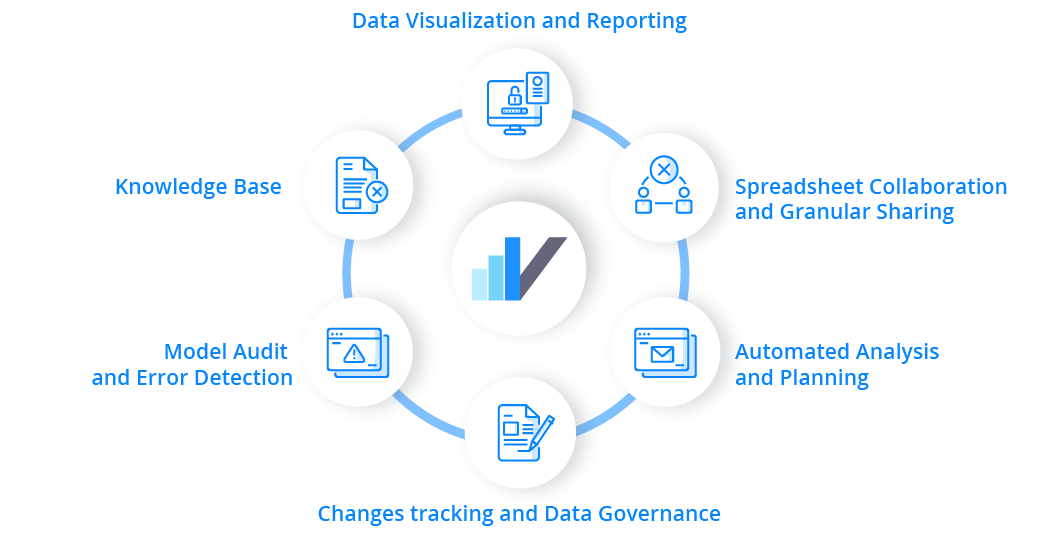 Data Visualization and Reporting
Knowledge Base
Spreadsheet Collaboration
and Granular Sharing
Model Audit
and Error Detection
Automated Analysis
and Planning
Changes tracking and Data Governance